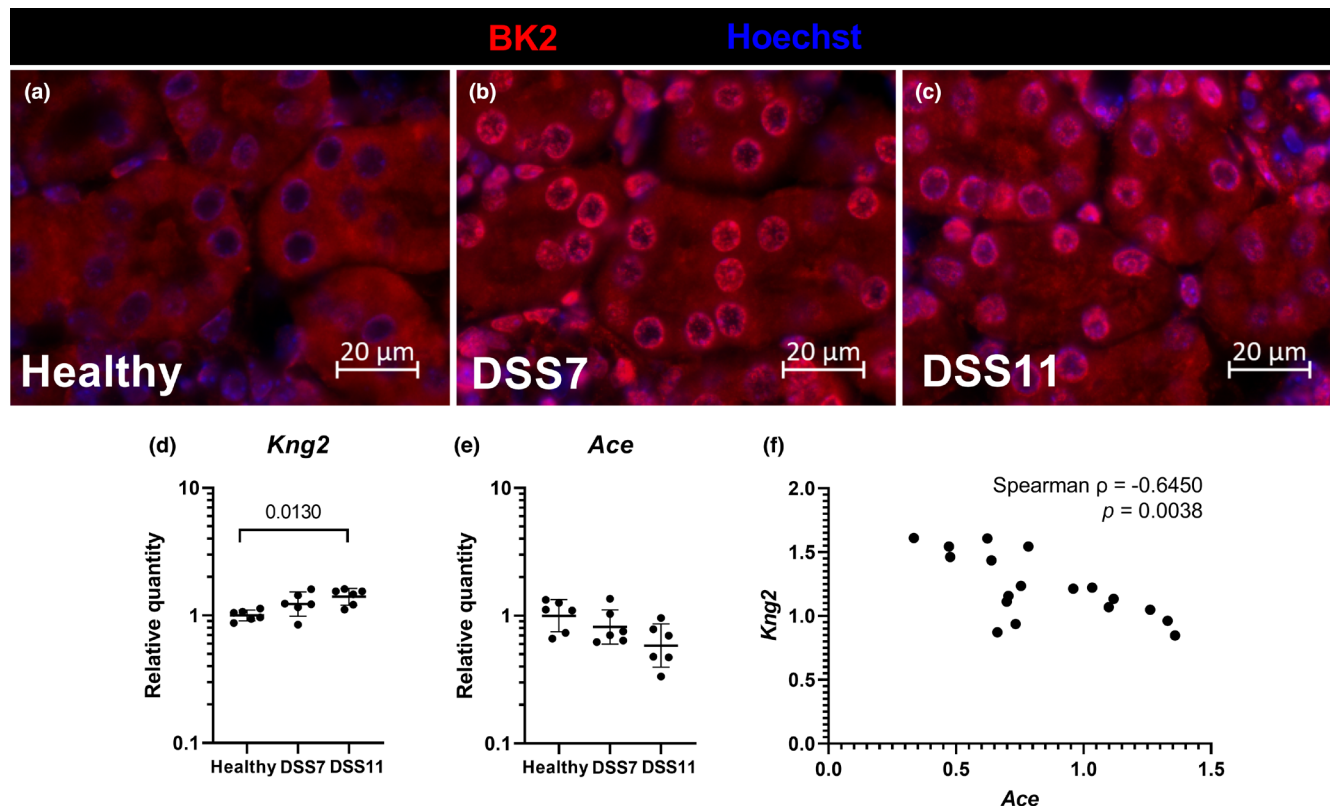 BK2 Hoechst
(a) (b) (c)
Healthy DSS7 DSS11
20 µm 20 µm 20 µm
(d) Kng2
0.0130
10
1
0.1
Relative quantity
Healthy DSS7 DSS11
(e) Ace
10
1
0.1
Relative quantity
Healthy DSS7 DSS11
(f)
Spearman ρ = -0.6450
p = 0.0038
2.0
1.5
1.0
0.5
0.0
Kng2
0.0 0.5 1.0 1.5
Ace